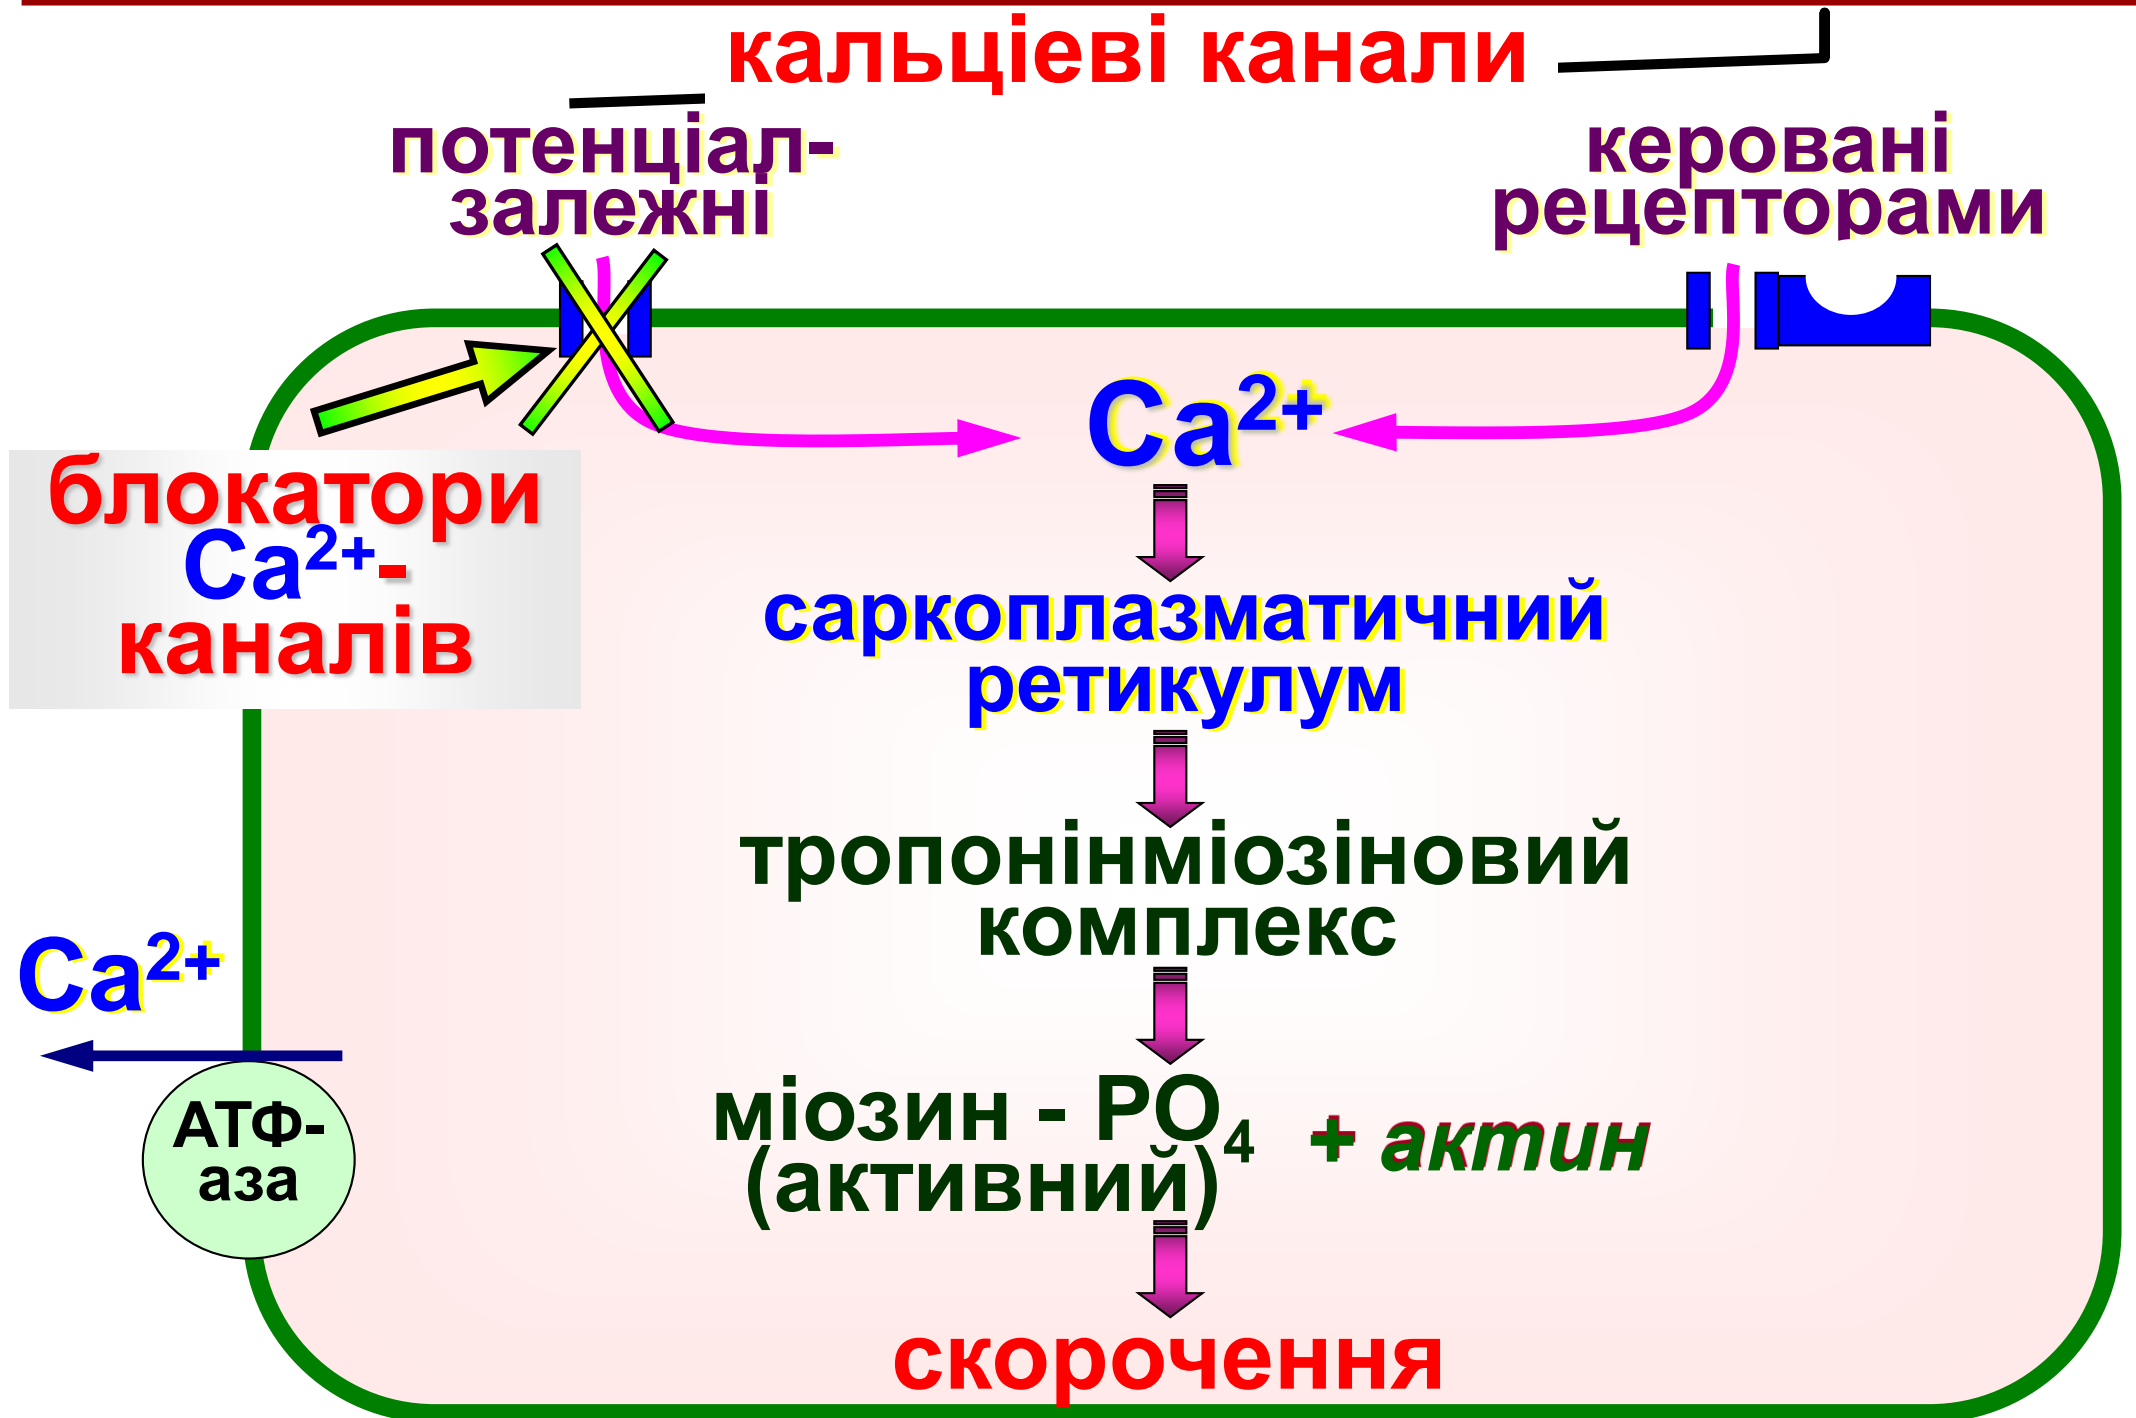 кальцієві канали
потенціал-
залежні
керовані
рецепторами
Ca²⁺
блокатори
Ca²⁺-
каналів
саркоплазматичний
ретикулум
тропонінміозіновий
комплекс
Ca²⁺
АТФ-
аза
міозин - PO₄
(активний)
+ актин
скорочення